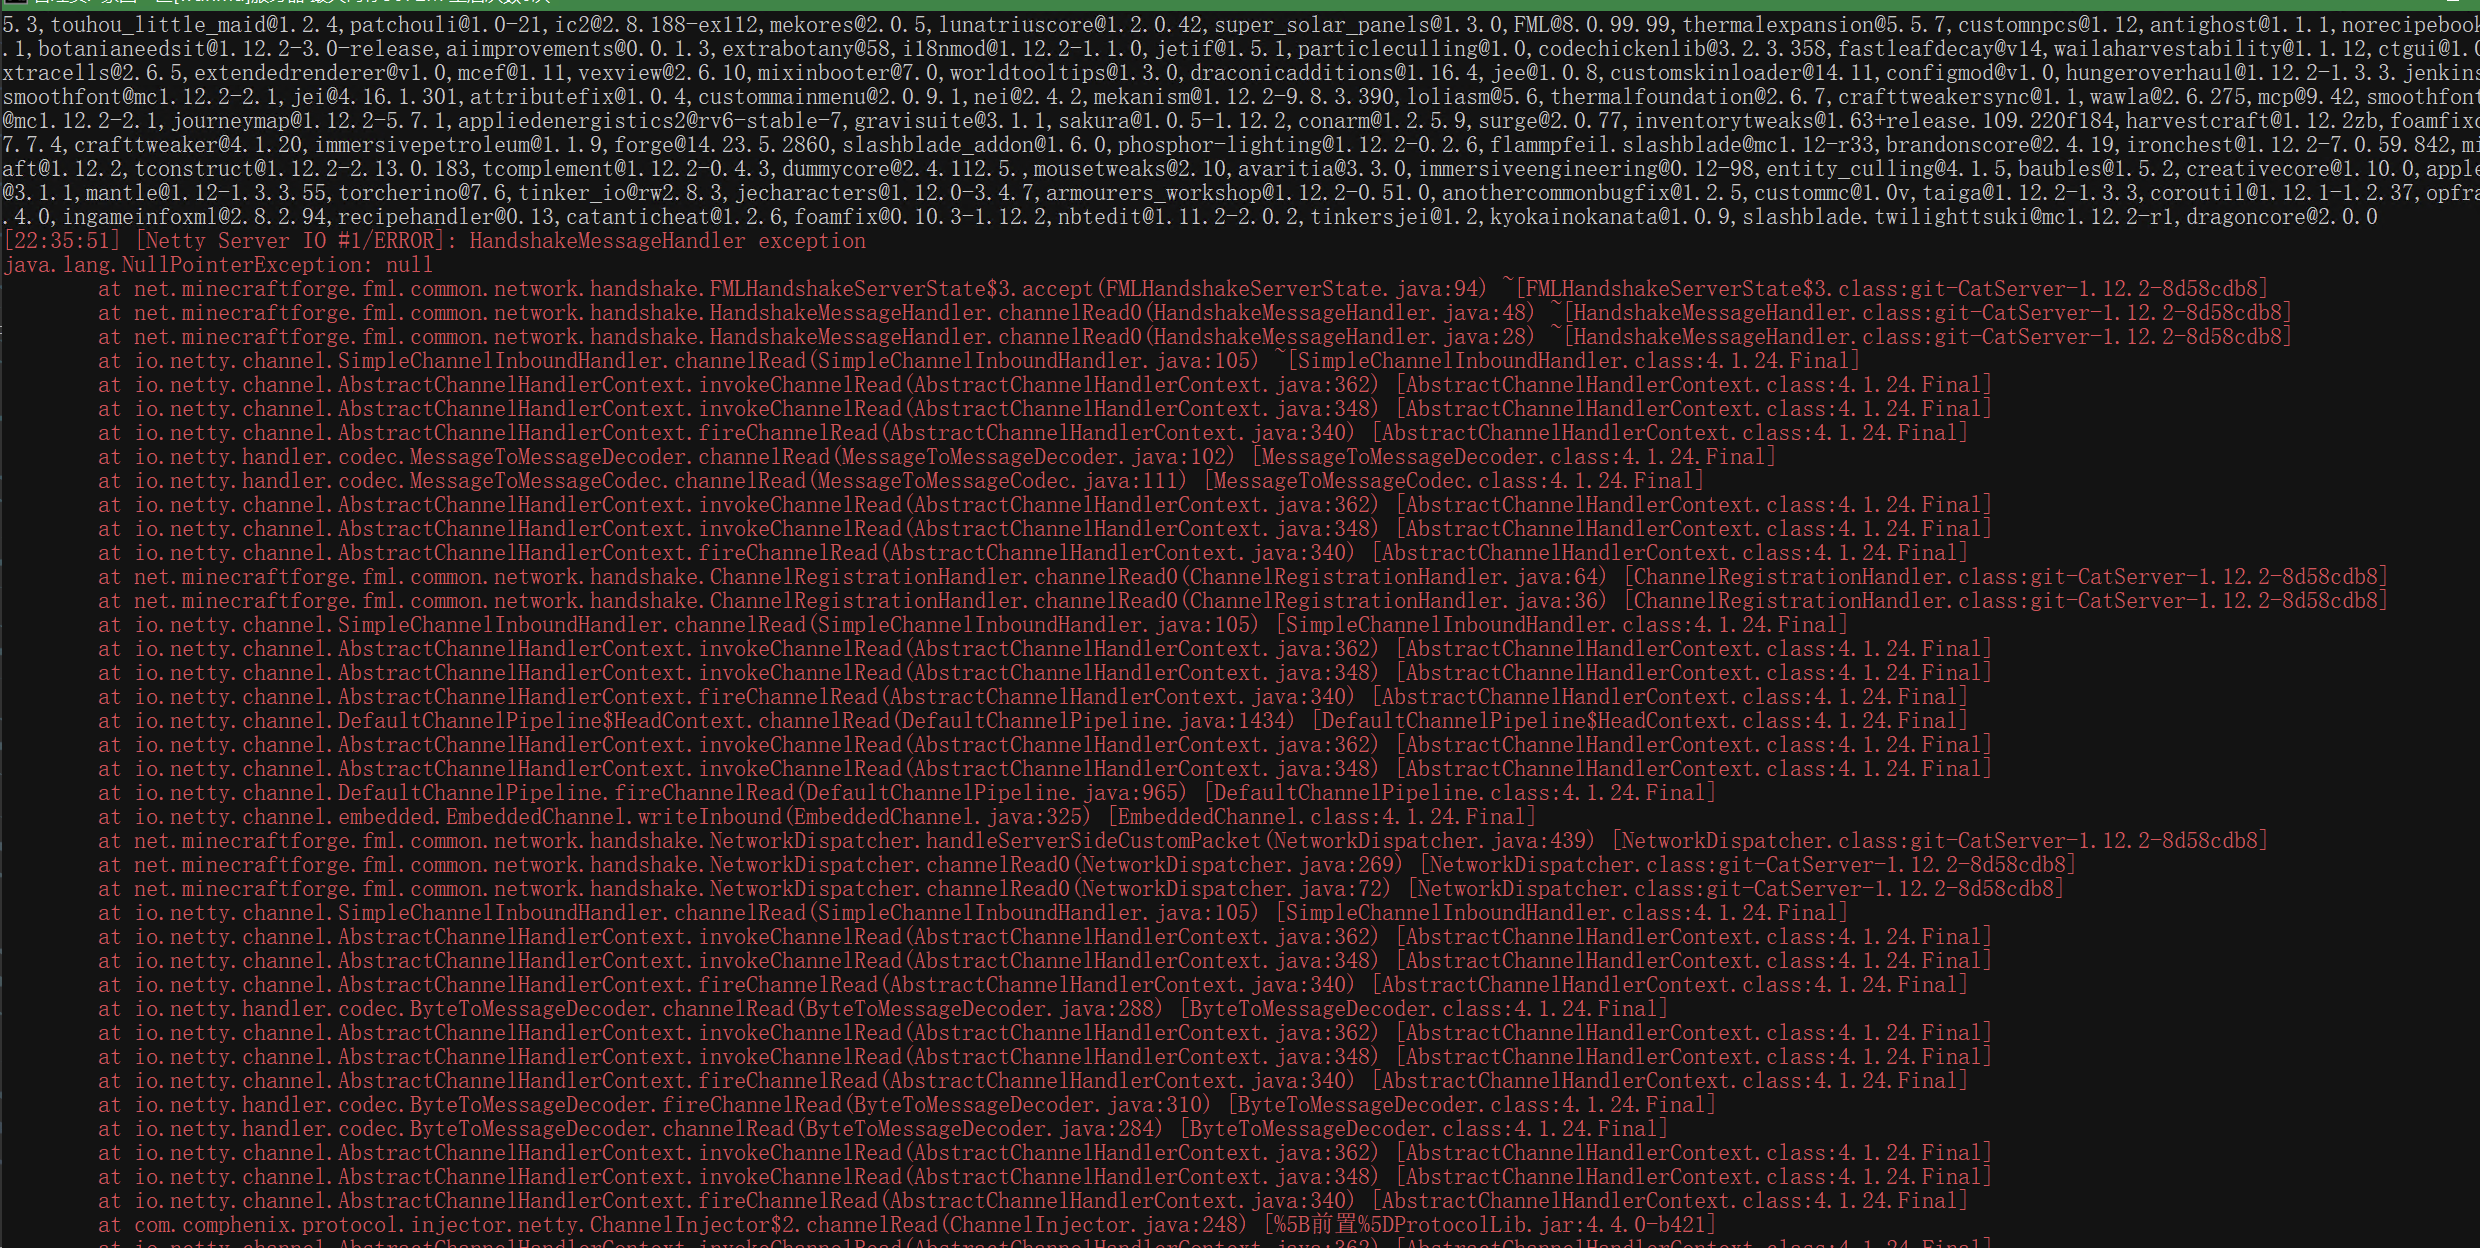 5.3,touhou_little_maid@1.2.4,patchouli@1.0-21,ic2@2.8.188-ex112,mekores@2.0.5,lunatriuscore@1.2.0.42,super_solar_panels@1.3.0,FML@8.0.99.99,thermalexpansion@5.5.7,customnpcs@1.12,antighost@1.1.1,norecipebook
.1,botanianeedsit@1.12.2-3.0-release,aiimprovements@0.0.1.3,extrabotany@58,i18nmod@1.12.2-1.1.0,jetif@1.5.1,particleculling@1.0,codechickenlib@3.2.3.358,fastleafdecay@v14,wailaharvestability@1.1.12,ctgui@1.0
xtracells@2.6.5,extendedrenderer@v1.0,mcef@1.11,vexview@2.6.10,mixinbooter@7.0,worldtooltips@1.3.0,draconicadditions@1.16.4,jee@1.0.8,customskinloader@14.11,configmod@v1.0,hungeroverhaul@1.12.2-1.3.3.jenkins
smoothfont@mc1.12.2-2.1,jei@4.16.1.301,attributefix@1.0.4,custommainmenu@2.0.9.1,nei@2.4.2,mekanism@1.12.2-9.8.3.390,loliasm@5.6,thermalfoundation@2.6.7,crafttweakersync@1.1,wawla@2.6.275,mcp@9.42,smoothfont
@mc1.12.2-2.1,journeymap@1.12.2-5.7.1,appliedenergistics2@rv6-stable-7,gravisuite@3.1.1,sakura@1.0.5-1.12.2,conarm@1.2.5.9,surge@2.0.77,inventorytweaks@1.63+release.109.220f184,harvestcraft@1.12.2zb,foamfixc
7.7.4,crafttweaker@4.1.20,immersivepetroleum@1.1.9,forge@14.23.5.2860,slashblade_addon@1.6.0,phosphor-lighting@1.12.2-0.2.6,flammpfeil.slashblade@mc1.12-r33,brandonscore@2.4.19,ironchest@1.12.2-7.0.59.842,mi
aft@1.12.2,tconstruct@1.12.2-2.13.0.183,tcomplement@1.12.2-0.4.3,dummycore@2.4.112.5.,mousetweaks@2.10,avaritia@3.3.0,immersiveengineering@0.12-98,entity_culling@4.1.5,baubles@1.5.2,creativecore@1.10.0,apple
@3.1.1,mantle@1.12-1.3.3.55,torcherino@7.6,tinker_io@rw2.8.3,jecharacters@1.12.0-3.4.7,armourers_workshop@1.12.2-0.51.0,anothercommonbugfix@1.2.5,custommc@1.0v,taiga@1.12.2-1.3.3,coroutil@1.12.1-1.2.37,opfra
.4.0,ingameinfoxml@2.8.2.94,recipehandler@0.13,catanticheat@1.2.6,foamfix@0.10.3-1.12.2,nbtedit@1.11.2-2.0.2,tinkersjei@1.2,kyokainokanata@1.0.9,slashblade.twilighttsuki@mc1.12.2-r1,dragoncore@2.0.0
[22:35:51] [Netty Server IO #1/ERROR]: HandshakeMessageHandler exception
java.lang.NullPointerException: null
at net.minecraftforge.fml.common.network.handshake.FMLHandshakeServerState$3.accept(FMLHandshakeServerState.java:94) ~[FMLHandshakeServerState$3.class:git-CatServer-1.12.2-8d58cdb8]
at net.minecraftforge.fml.common.network.handshake.HandshakeMessageHandler.channelRead0(HandshakeMessageHandler.java:48) ~[HandshakeMessageHandler.class:git-CatServer-1.12.2-8d58cdb8]
at net.minecraftforge.fml.common.network.handshake.HandshakeMessageHandler.channelRead0(HandshakeMessageHandler.java:28) ~[HandshakeMessageHandler.class:git-CatServer-1.12.2-8d58cdb8]
at io.netty.channel.SimpleChannelInboundHandler.channelRead(SimpleChannelInboundHandler.java:105) ~[SimpleChannelInboundHandler.class:4.1.24.Final]
at io.netty.channel.AbstractChannelHandlerContext.invokeChannelRead(AbstractChannelHandlerContext.java:362) [AbstractChannelHandlerContext.class:4.1.24.Final]
at io.netty.channel.AbstractChannelHandlerContext.invokeChannelRead(AbstractChannelHandlerContext.java:348) [AbstractChannelHandlerContext.class:4.1.24.Final]
at io.netty.channel.AbstractChannelHandlerContext.fireChannelRead(AbstractChannelHandlerContext.java:340) [AbstractChannelHandlerContext.class:4.1.24.Final]
at io.netty.handler.codec.MessageToMessageDecoder.channelRead(MessageToMessageDecoder.java:102) [MessageToMessageDecoder.class:4.1.24.Final]
at io.netty.handler.codec.MessageToMessageCodec.channelRead(MessageToMessageCodec.java:111) [MessageToMessageCodec.class:4.1.24.Final]
at io.netty.channel.AbstractChannelHandlerContext.invokeChannelRead(AbstractChannelHandlerContext.java:362) [AbstractChannelHandlerContext.class:4.1.24.Final]
at io.netty.channel.AbstractChannelHandlerContext.invokeChannelRead(AbstractChannelHandlerContext.java:348) [AbstractChannelHandlerContext.class:4.1.24.Final]
at io.netty.channel.AbstractChannelHandlerContext.fireChannelRead(AbstractChannelHandlerContext.java:340) [AbstractChannelHandlerContext.class:4.1.24.Final]
at net.minecraftforge.fml.common.network.handshake.ChannelRegistrationHandler.channelRead0(ChannelRegistrationHandler.java:64) [ChannelRegistrationHandler.class:git-CatServer-1.12.2-8d58cdb8]
at net.minecraftforge.fml.common.network.handshake.ChannelRegistrationHandler.channelRead0(ChannelRegistrationHandler.java:36) [ChannelRegistrationHandler.class:git-CatServer-1.12.2-8d58cdb8]
at io.netty.channel.SimpleChannelInboundHandler.channelRead(SimpleChannelInboundHandler.java:105) [SimpleChannelInboundHandler.class:4.1.24.Final]
at io.netty.channel.AbstractChannelHandlerContext.invokeChannelRead(AbstractChannelHandlerContext.java:362) [AbstractChannelHandlerContext.class:4.1.24.Final]
at io.netty.channel.AbstractChannelHandlerContext.invokeChannelRead(AbstractChannelHandlerContext.java:348) [AbstractChannelHandlerContext.class:4.1.24.Final]
at io.netty.channel.AbstractChannelHandlerContext.fireChannelRead(AbstractChannelHandlerContext.java:340) [AbstractChannelHandlerContext.class:4.1.24.Final]
at io.netty.channel.DefaultChannelPipeline$HeadContext.channelRead(DefaultChannelPipeline.java:1434) [DefaultChannelPipeline$HeadContext.class:4.1.24.Final]
at io.netty.channel.AbstractChannelHandlerContext.invokeChannelRead(AbstractChannelHandlerContext.java:362) [AbstractChannelHandlerContext.class:4.1.24.Final]
at io.netty.channel.AbstractChannelHandlerContext.invokeChannelRead(AbstractChannelHandlerContext.java:348) [AbstractChannelHandlerContext.class:4.1.24.Final]
at io.netty.channel.DefaultChannelPipeline.fireChannelRead(DefaultChannelPipeline.java:965) [DefaultChannelPipeline.class:4.1.24.Final]
at io.netty.channel.embedded.EmbeddedChannel.writeInbound(EmbeddedChannel.java:325) [EmbeddedChannel.class:4.1.24.Final]
at net.minecraftforge.fml.common.network.handshake.NetworkDispatcher.handleServerSideCustomPacket(NetworkDispatcher.java:439) [NetworkDispatcher.class:git-CatServer-1.12.2-8d58cdb8]
at net.minecraftforge.fml.common.network.handshake.NetworkDispatcher.channelRead0(NetworkDispatcher.java:269) [NetworkDispatcher.class:git-CatServer-1.12.2-8d58cdb8]
at net.minecraftforge.fml.common.network.handshake.NetworkDispatcher.channelRead0(NetworkDispatcher.java:72) [NetworkDispatcher.class:git-CatServer-1.12.2-8d58cdb8]
at io.netty.channel.SimpleChannelInboundHandler.channelRead(SimpleChannelInboundHandler.java:105) [SimpleChannelInboundHandler.class:4.1.24.Final]
at io.netty.channel.AbstractChannelHandlerContext.invokeChannelRead(AbstractChannelHandlerContext.java:362) [AbstractChannelHandlerContext.class:4.1.24.Final]
at io.netty.channel.AbstractChannelHandlerContext.invokeChannelRead(AbstractChannelHandlerContext.java:348) [AbstractChannelHandlerContext.class:4.1.24.Final]
at io.netty.channel.AbstractChannelHandlerContext.fireChannelRead(AbstractChannelHandlerContext.java:340) [AbstractChannelHandlerContext.class:4.1.24.Final]
at io.netty.handler.codec.ByteToMessageDecoder.channelRead(ByteToMessageDecoder.java:288) [ByteToMessageDecoder.class:4.1.24.Final]
at io.netty.channel.AbstractChannelHandlerContext.invokeChannelRead(AbstractChannelHandlerContext.java:362) [AbstractChannelHandlerContext.class:4.1.24.Final]
at io.netty.channel.AbstractChannelHandlerContext.invokeChannelRead(AbstractChannelHandlerContext.java:348) [AbstractChannelHandlerContext.class:4.1.24.Final]
at io.netty.channel.AbstractChannelHandlerContext.fireChannelRead(AbstractChannelHandlerContext.java:340) [AbstractChannelHandlerContext.class:4.1.24.Final]
at io.netty.handler.codec.ByteToMessageDecoder.fireChannelRead(ByteToMessageDecoder.java:310) [ByteToMessageDecoder.class:4.1.24.Final]
at io.netty.handler.codec.ByteToMessageDecoder.channelRead(ByteToMessageDecoder.java:284) [ByteToMessageDecoder.class:4.1.24.Final]
at io.netty.channel.AbstractChannelHandlerContext.invokeChannelRead(AbstractChannelHandlerContext.java:362) [AbstractChannelHandlerContext.class:4.1.24.Final]
at io.netty.channel.AbstractChannelHandlerContext.invokeChannelRead(AbstractChannelHandlerContext.java:348) [AbstractChannelHandlerContext.class:4.1.24.Final]
at io.netty.channel.AbstractChannelHandlerContext.fireChannelRead(AbstractChannelHandlerContext.java:340) [AbstractChannelHandlerContext.class:4.1.24.Final]
at com.comphenix.protocol.injector.netty.ChannelInjector$2.channelRead(ChannelInjector.java:248) [%5B前置%5DProtocolLib.jar:4.4.0-b421]
at io.netty.channel.AbstractChannelHandlerContext.invokeChannelRead(AbstractChannelHandlerContext.java:362) [AbstractChannelHandlerContext.class:4.1.24.Final]